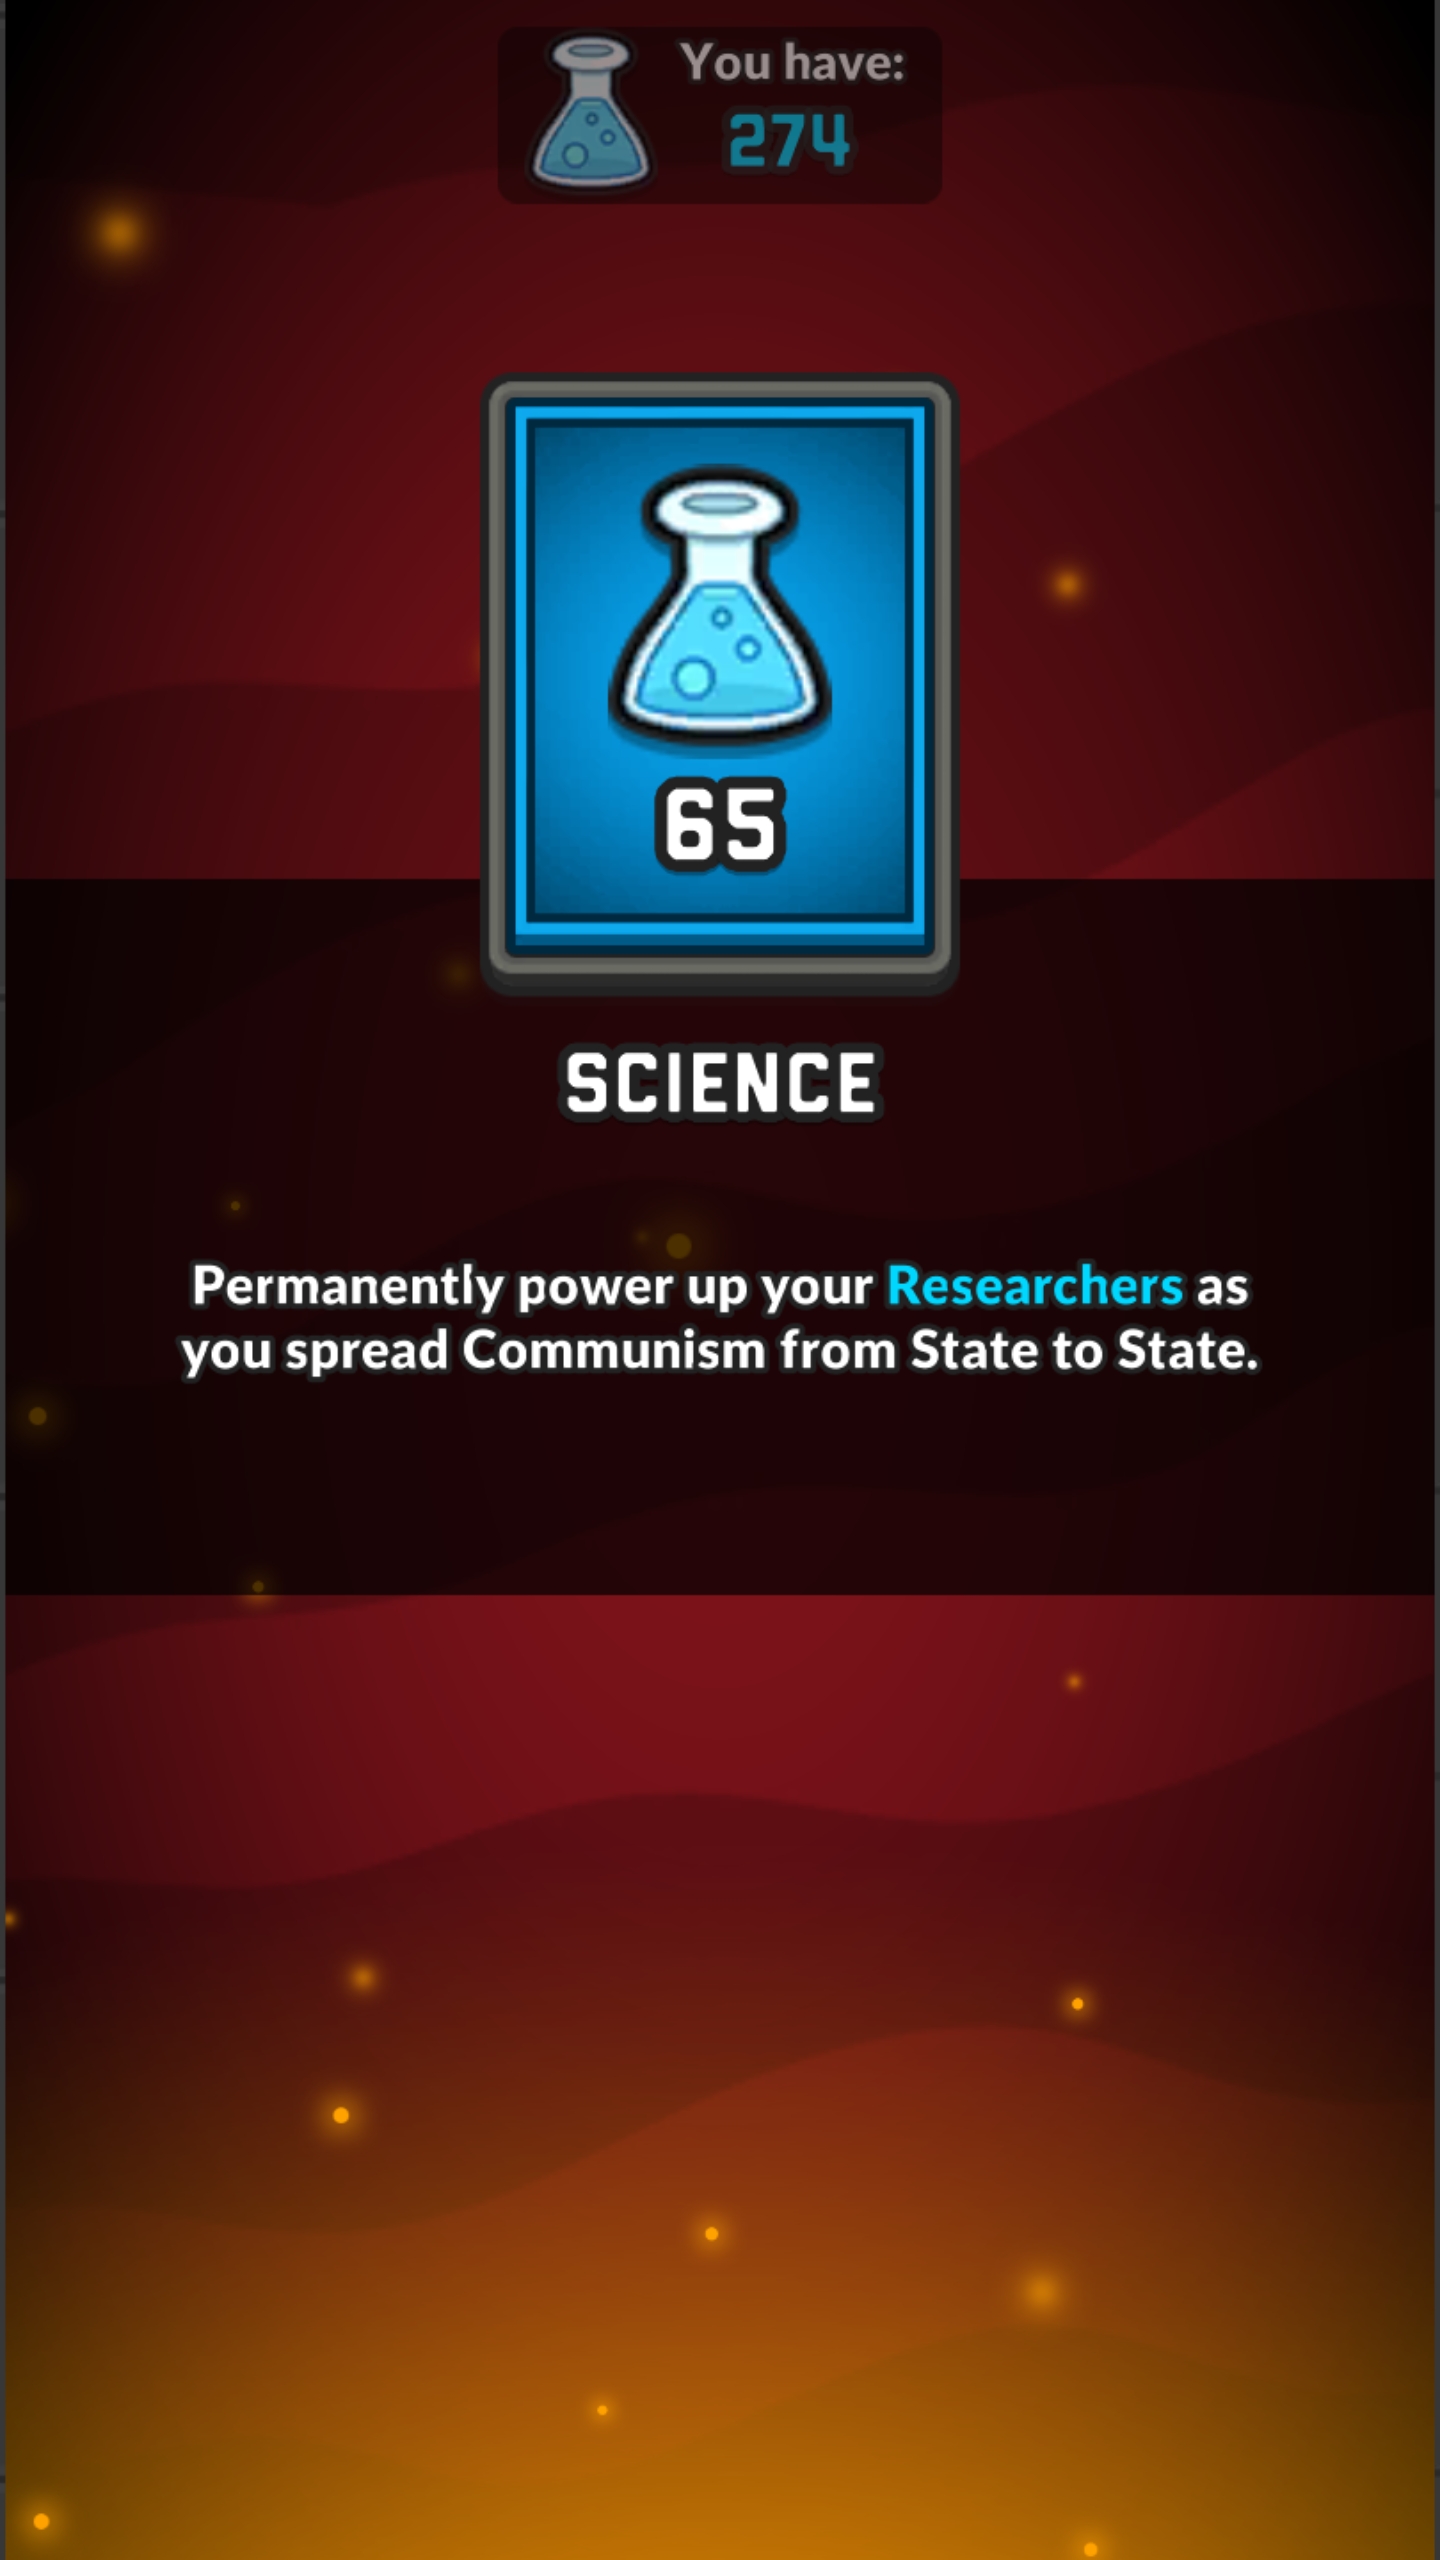 You have:
274
65
SCIENCE
Permanently power up your Researchers as
you spread Communism from State to State.